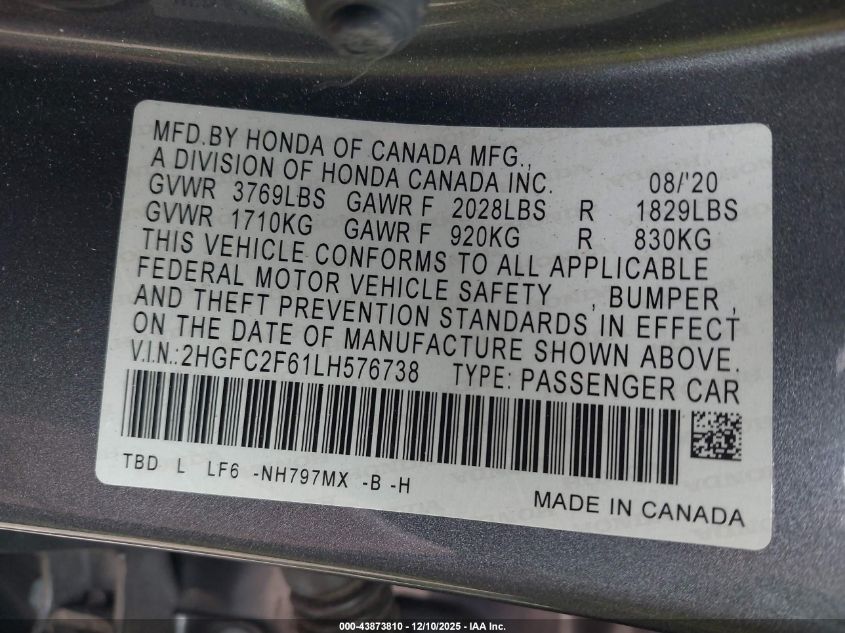 MFD.BY HONDA OF CANADA MFG.,
A DIVISION OF HONDA CANADA INC. 08/'20
GVWR 3769LBS GAWR F 2028LBS R 1829LBS
GVWR 1710KG GAWR F 920KG R 830KG
THIS VEHICLE CONFORMS TO ALL APPLICABLE
FEDERAL MOTOR VEHICLE SAFETY , BUMPER ,
AND THEFT PREVENTION STANDARDS IN EFFECT
ON THE DATE OF MANUFACTURE SHOWN ABOVE.
V.I.N.:2HGFC2F61LH576738 TYPE: PASSENGER CAR
TBD L LF6 -NH797MX -B -H
MADE IN CANADA
000-43873810 - 12/10/2025 - IAA Inc.